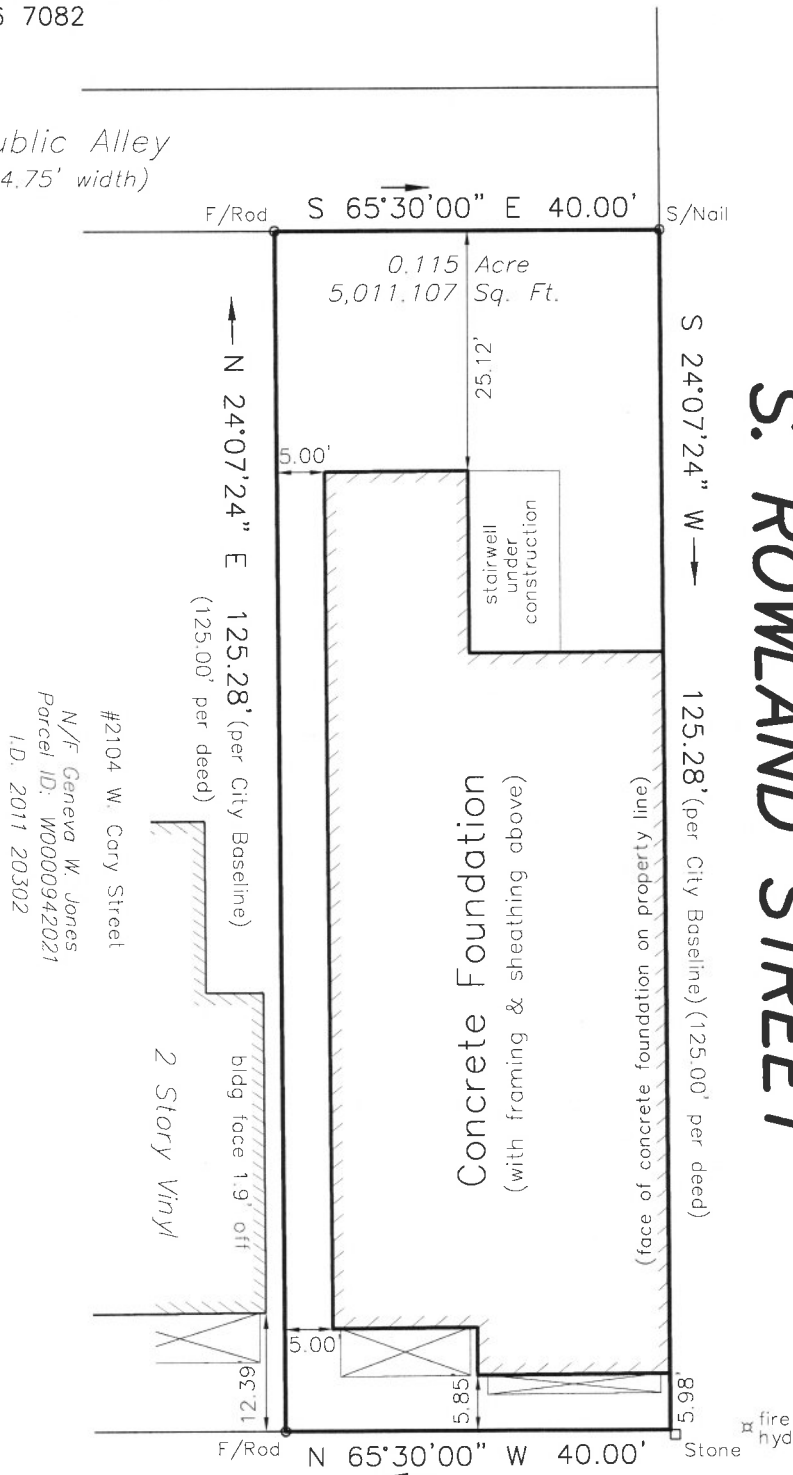 7082
Alley
width)
F/Rod
S 65°30'00" E 40.00'
S/Nail
0.115 Acre
5,011.107 Sq. Ft.
25.12'
5.00'
stairwell
under
construction
S 24°07'24" W
125.28' (per City Baseline) (125.00' per deed)
S. ROWLAND STREET
N 24°07'24" E 125.28' (per City Baseline)
(125.00' per deed)
#2104 W. Cary Street
N/F Geneva W. Jones
Parcel ID: W0000942021
I.D. 2011 20302
Concrete Foundation
(with framing & sheathing above)
(face of concrete foundation on property line)
bldg face 1.9' off
2 Story Vinyl
12.39'
5.00'
5.85'
5.98'
fire
F/Rod
N 65°30'00" W 40.00'
Stone